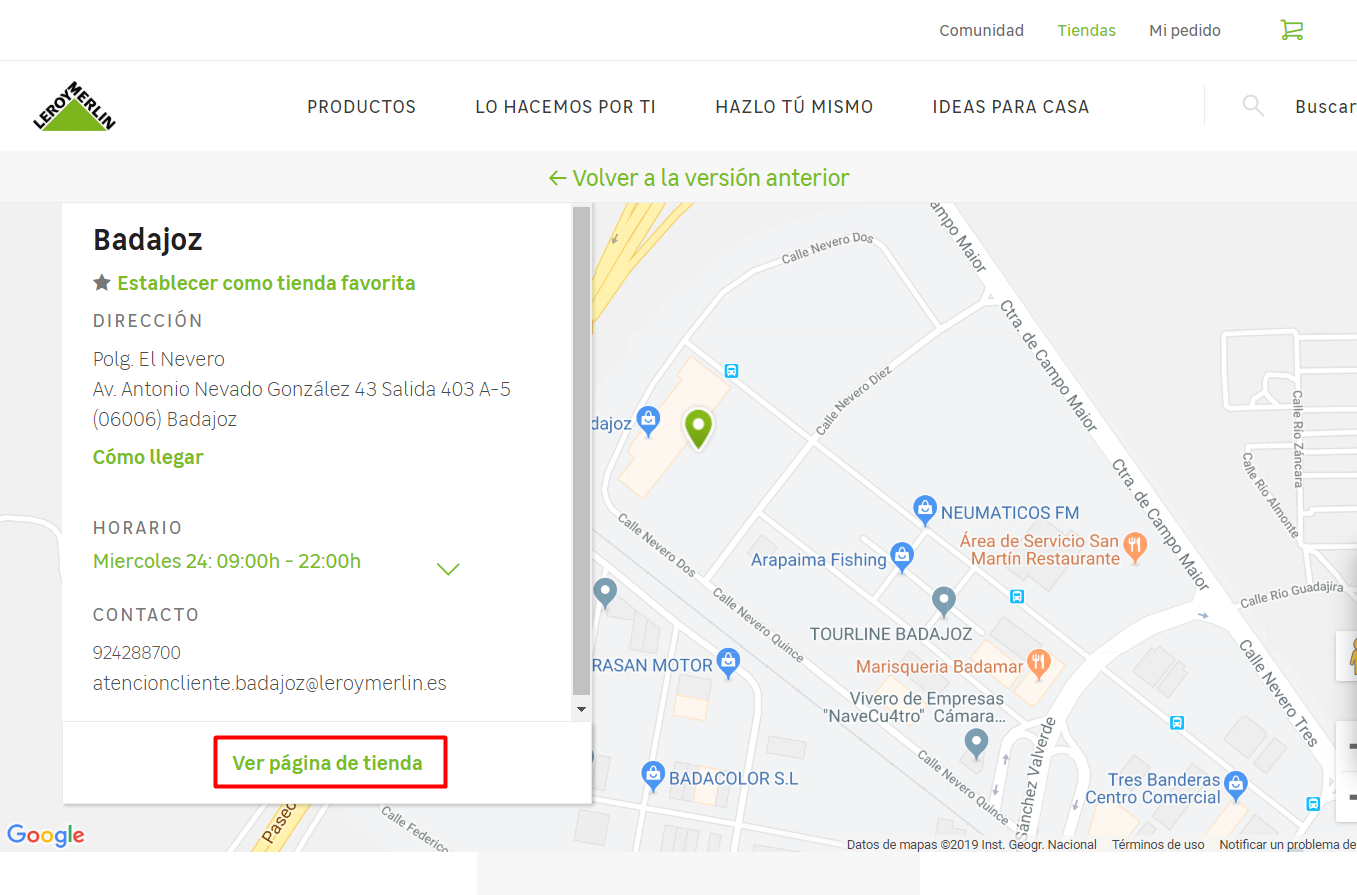 Comunidad Tiendas Mi pedido
LEROY MERLIN
PRODUCTOS LO HACEMOS POR TI HAZLO TÚ MISMO IDEAS PARA CASA Buscar
← Volver a la versión anterior
Badajoz
Establecer como tienda favorita
DIRECCIÓN
Polg. El Nevero
Av. Antonio Nevado González 43 Salida 403 A-5
(06006) Badajoz
Cómo llegar
HORARIO
Miercoles 24: 09:00h - 22:00h
CONTACTO
924288700
atencioncliente.badajoz@leroymerlin.es
Ver página de tienda
Calle Nevero Dos
Campo Maior
Ctra. de Campo Maior
Calle Nevero Diez
dajoz
Calle Río Záncara
Calle Río Almonte
Ctra. de Campo Maior
NEUMATICOS FM
Calle Nevero Dos
Área de Servicio San
Martín Restaurante
Arapaima Fishing
Calle Río Guadajira
Calle Nevero Quince
TOURLINE BADAJOZ
RASAN MOTOR
Marisqueria Badamar
Calle Nevero Tres
Vivero de Empresas
"NaveCu4tro" Cámara...
BADACOLOR S.L
Calle Nevero Quince
Sánchez Valverde
Tres Banderas
Centro Comercial
Paseo
Calle Federico
Google
Datos de mapas ©2019 Inst. Geogr. Nacional Términos de uso Notificar un problema de